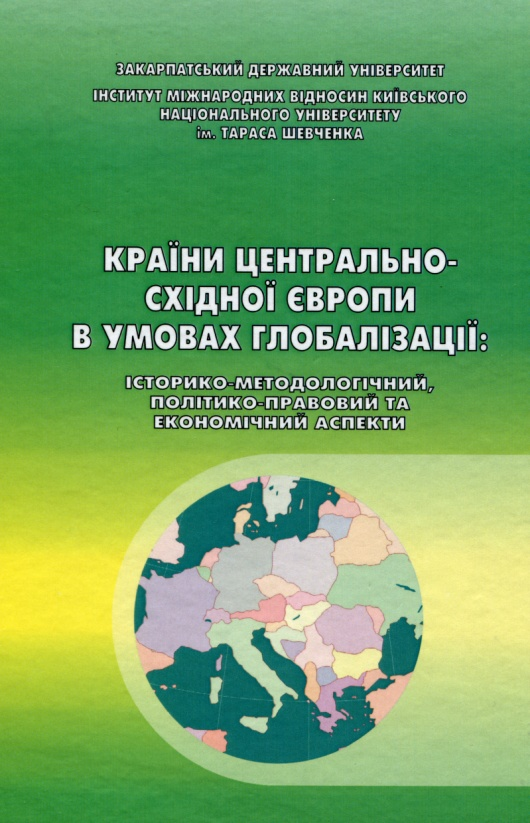 ЗАКАРПАТСЬКИЙ ДЕРЖАВНИЙ УНІВЕРСИТЕТ
ІНСТИТУТ МІЖНАРОДНИХ ВІДНОСИН КИЇВСЬКОГО
НАЦІОНАЛЬНОГО УНІВЕРСИТЕТУ
ім. ТАРАСА ШЕВЧЕНКА
КРАЇНИ ЦЕНТРАЛЬНО-
СХІДНОЇ ЄВРОПИ
В УМОВАХ ГЛОБАЛІЗАЦІЇ:
ІСТОРИКО-МЕТОДОЛОГІЧНИЙ,
ПОЛІТИКО-ПРАВОВИЙ ТА
ЕКОНОМІЧНИЙ АСПЕКТИ